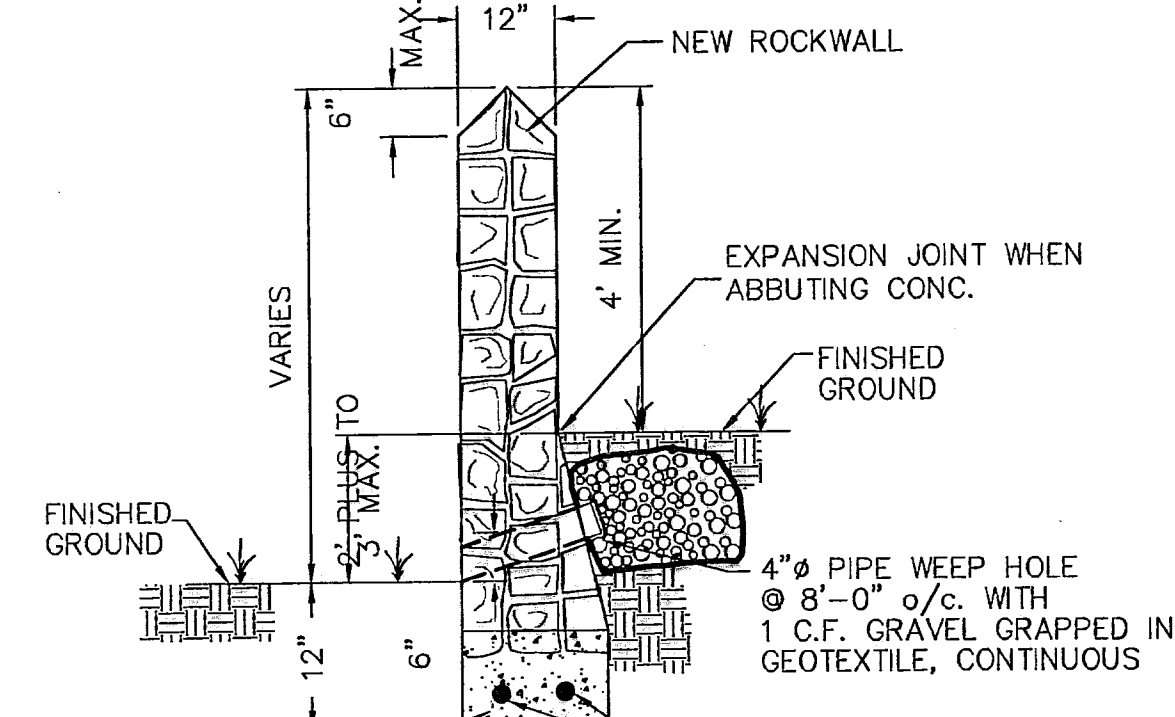 MAX.
12"
NEW ROCKWALL
6"
VARIES
4' MIN.
EXPANSION JOINT WHEN
ABBUTING CONC.
FINISHED
GROUND
2' PLUS TO
3' MAX.
FINISHED
GROUND
4"ø PIPE WEEP HOLE
@ 8'-0" o/c. WITH
1 C.F. GRAVEL GRAPPED IN
GEOTEXTILE, CONTINUOUS
12"
6"